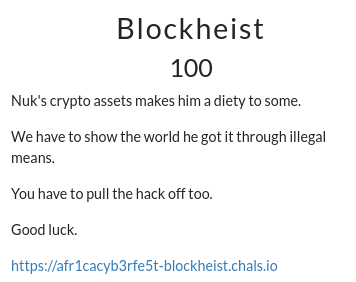 Blockheist
100
Nuk's crypto assets makes him a diety to some.
We have to show the world he got it through illegal
means.
You have to pull the hack off too.
Good luck.
https://afr1cacyb3rfe5t-blockheist.chals.io